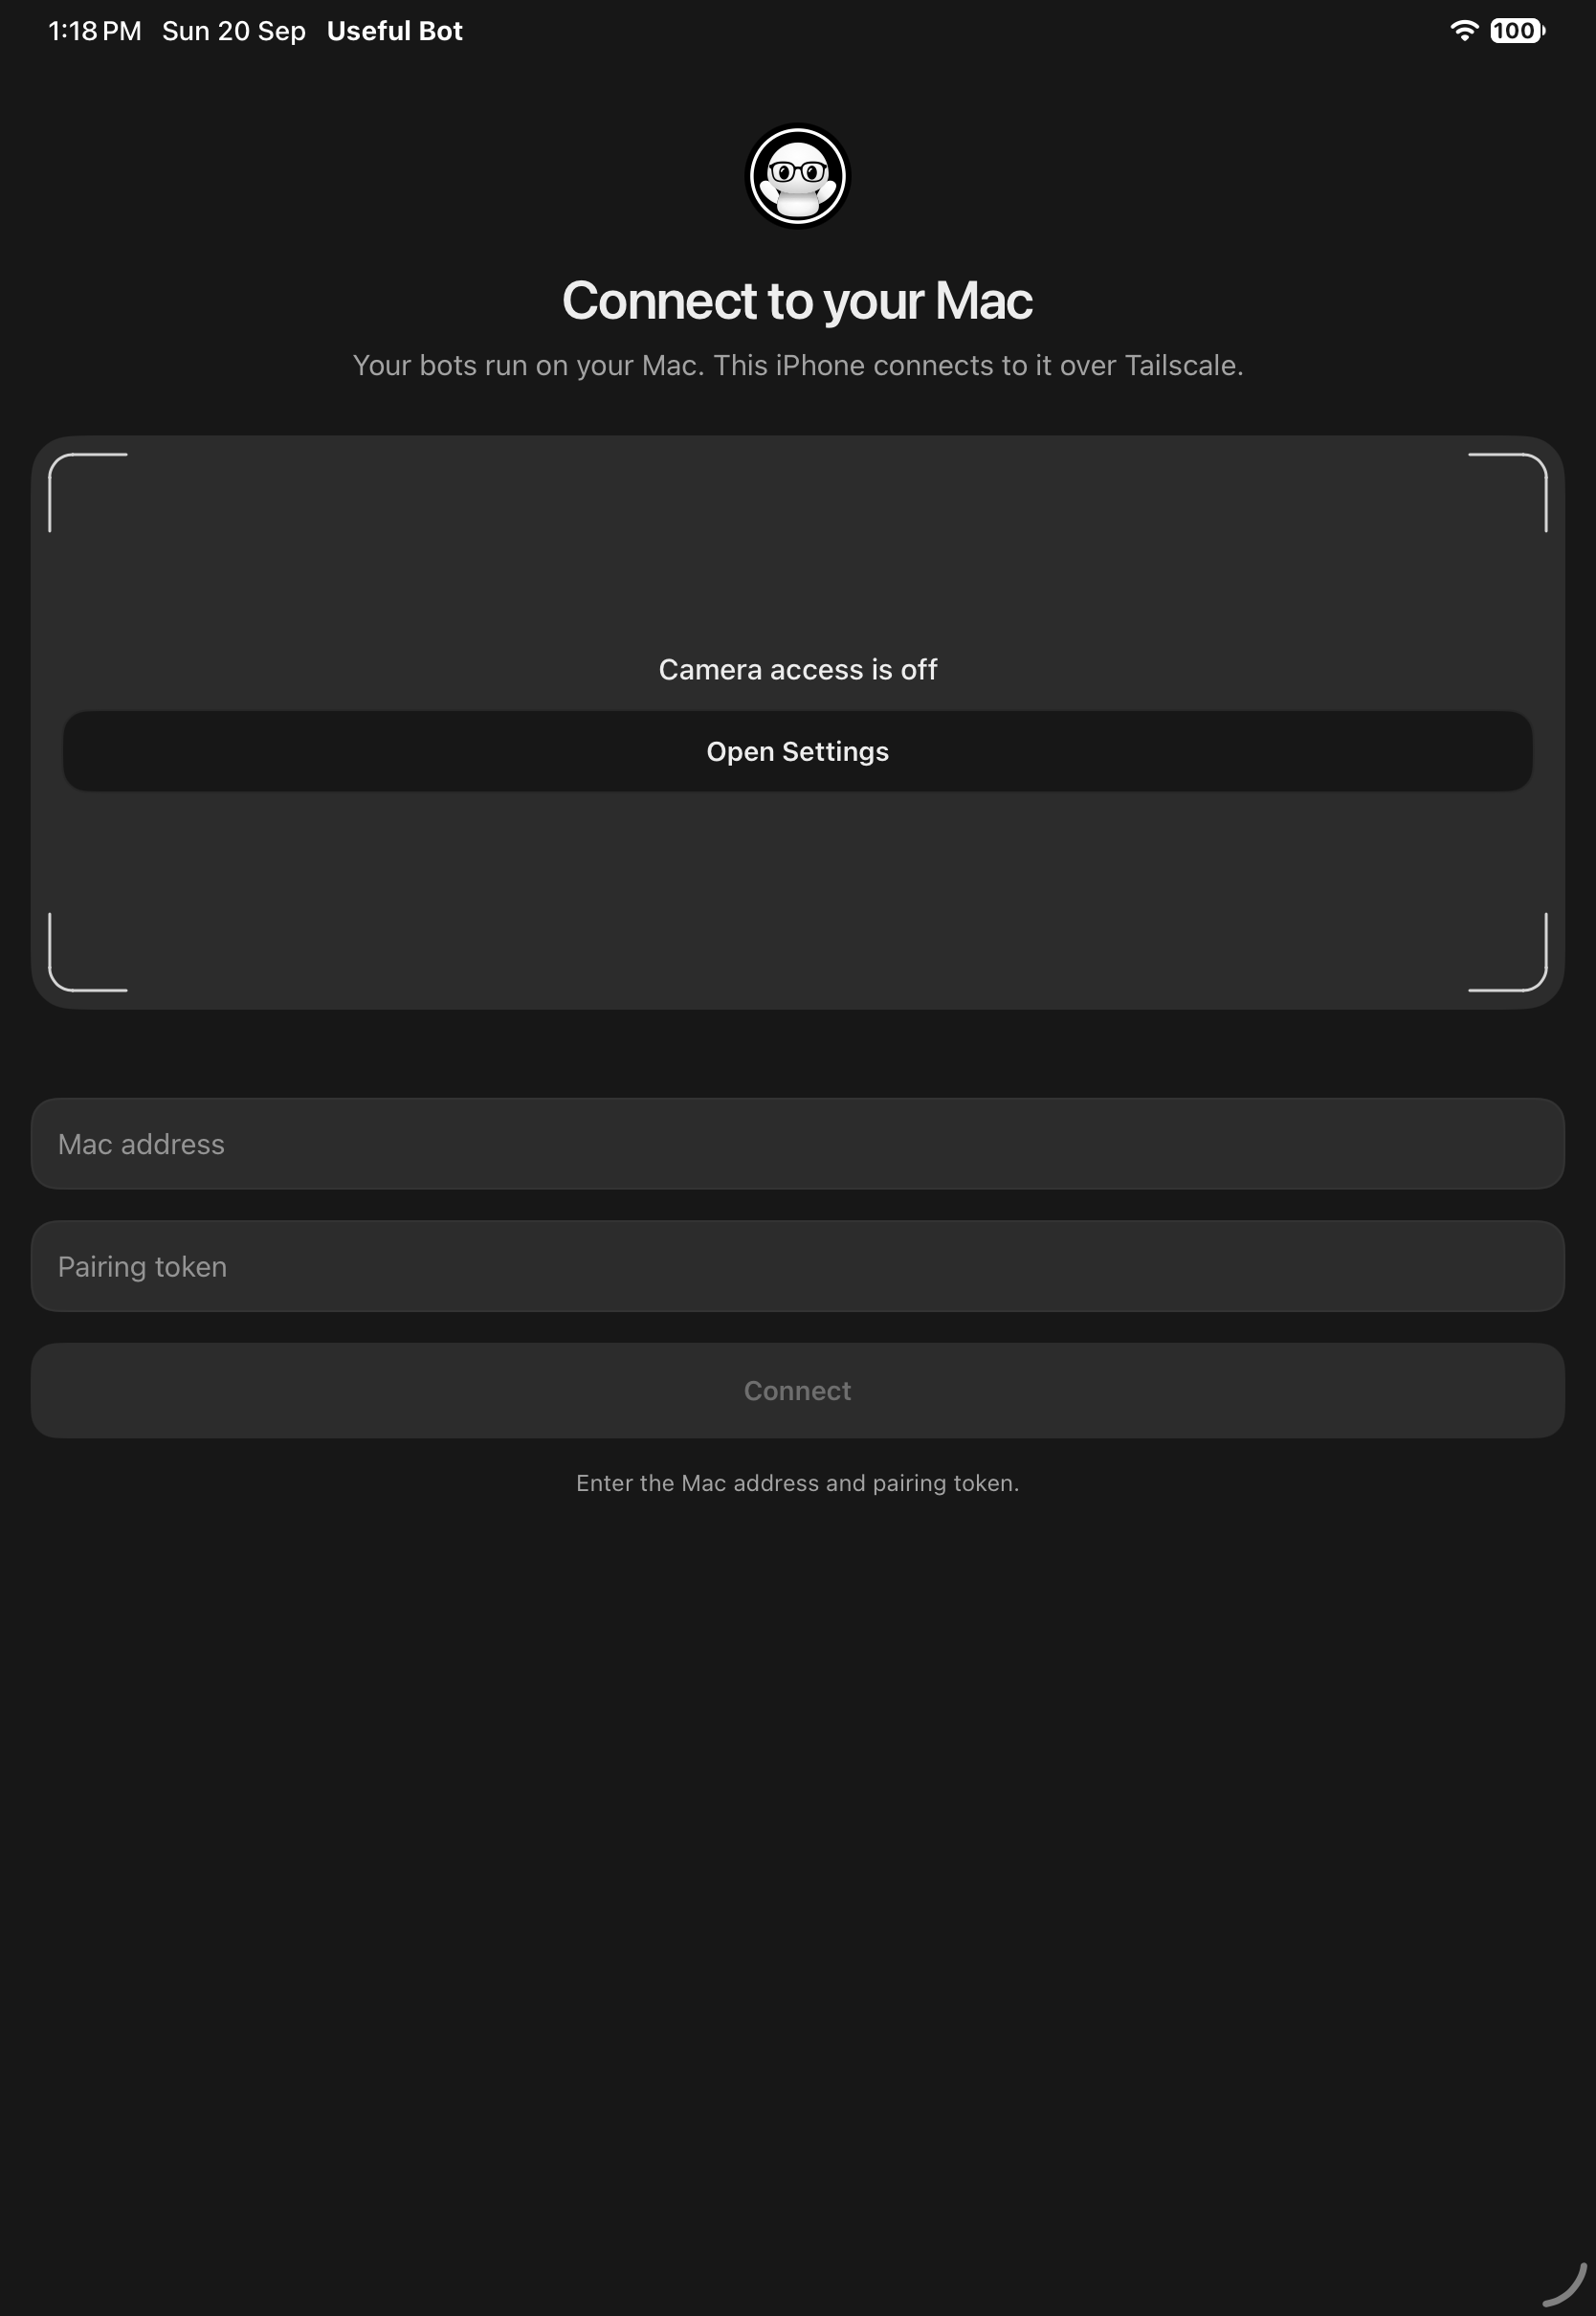 1:18 PM Sun 20 Sep Useful Bot 100
Connect to your Mac
Your bots run on your Mac. This iPhone connects to it over Tailscale.
Camera access is off
Open Settings
Mac address
Pairing token
Connect
Enter the Mac address and pairing token.